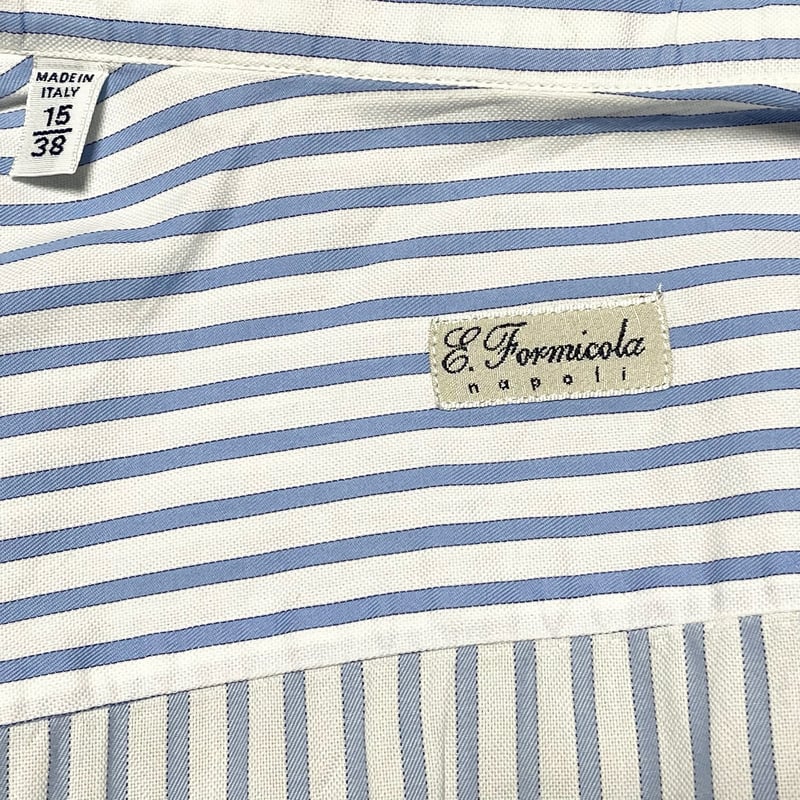 MADE IN
ITALY
15
38
E. Formicola
napoli